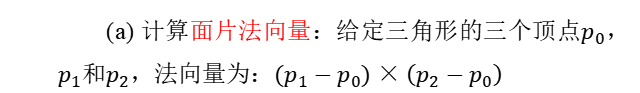 (a) 计算面片法向量：给定三角形的三个顶点p₀，
p₁和p₂，法向量为：(p₁ − p₀) × (p₂ − p₀)